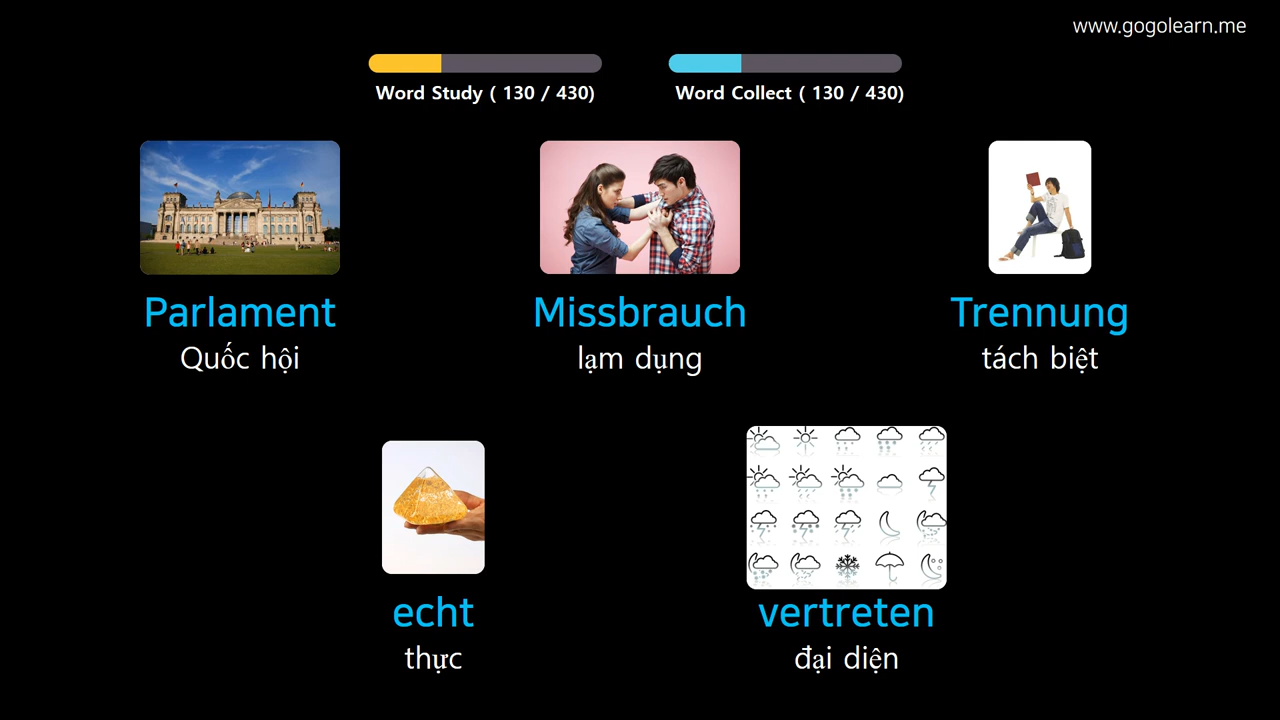 www.gogolearn.me
Word Study ( 130 / 430)
Word Collect ( 130 / 430)
Parlament
Quốc hội
Missbrauch
lạm dụng
Trennung
tách biệt
echt
thực
vertreten
đại diện